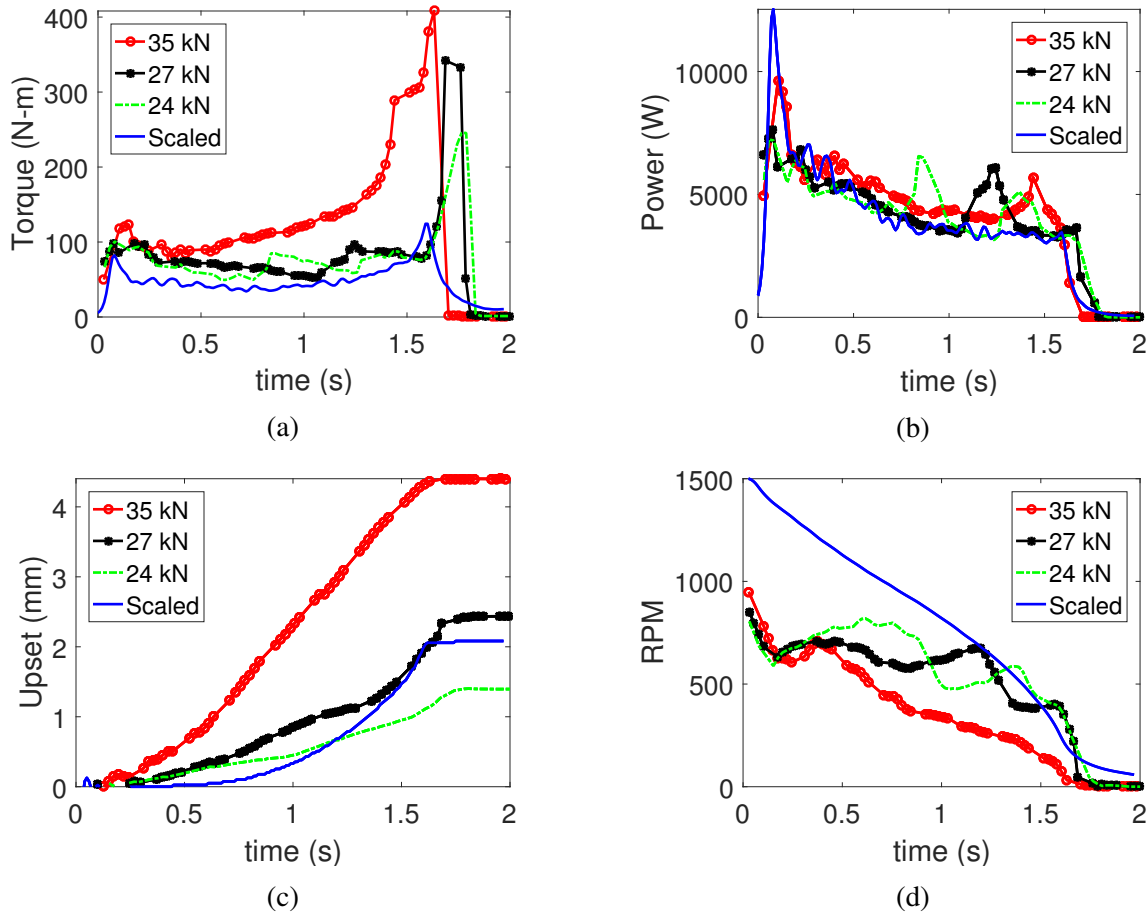 400
300
200
100
0
Torque (N-m)
35 kN
27 kN
24 kN
Scaled
0 0.5 1 1.5 2
time (s)
(a)
10000
5000
0
Power (W)
35 kN
27 kN
24 kN
Scaled
0 0.5 1 1.5 2
time (s)
(b)
4
2
1
0
Upset (mm)
35 kN
27 kN
24 kN
Scaled
0 0.5 1 1.5 2
time (s)
(c)
1500
1000
500
0
RPM
35 kN
27 kN
24 kN
Scaled
0 0.5 1 1.5 2
time (s)
(d)